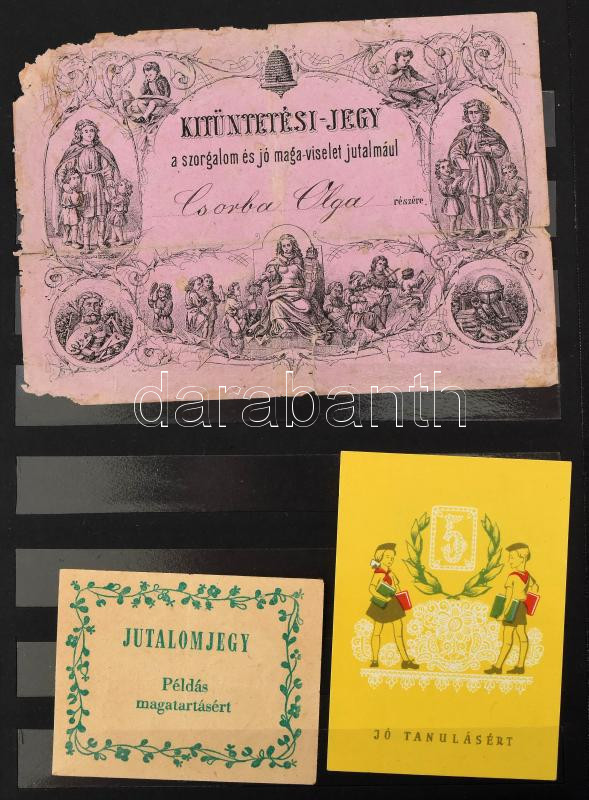 KITÜNTETÉSI-JEGY
a szorgalom és jó maga-viselet jutalmául
Csorba Olga részére
darabanth
5
JUTALOMJEGY
Példás
magatartásért
JÓ TANULÁSÉRT